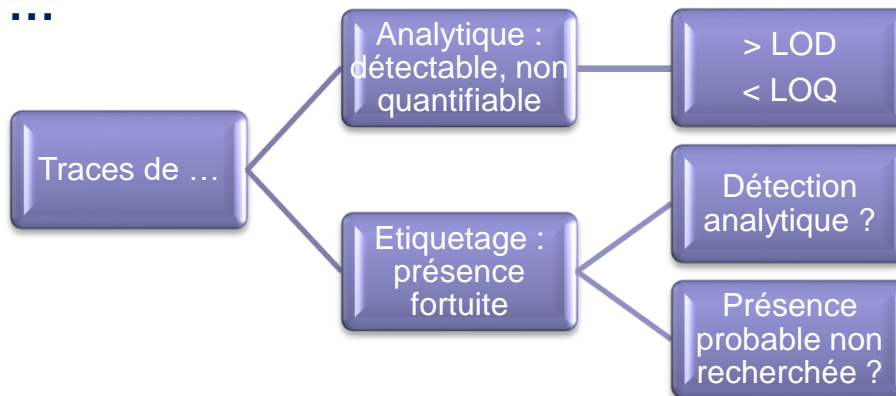 ...
Analytique :
détectable, non
quantifiable
> LOD
< LOQ
Traces de ...
Détection
analytique ?
Etiquetage :
présence
fortuite
Présence
probable non
recherchée ?